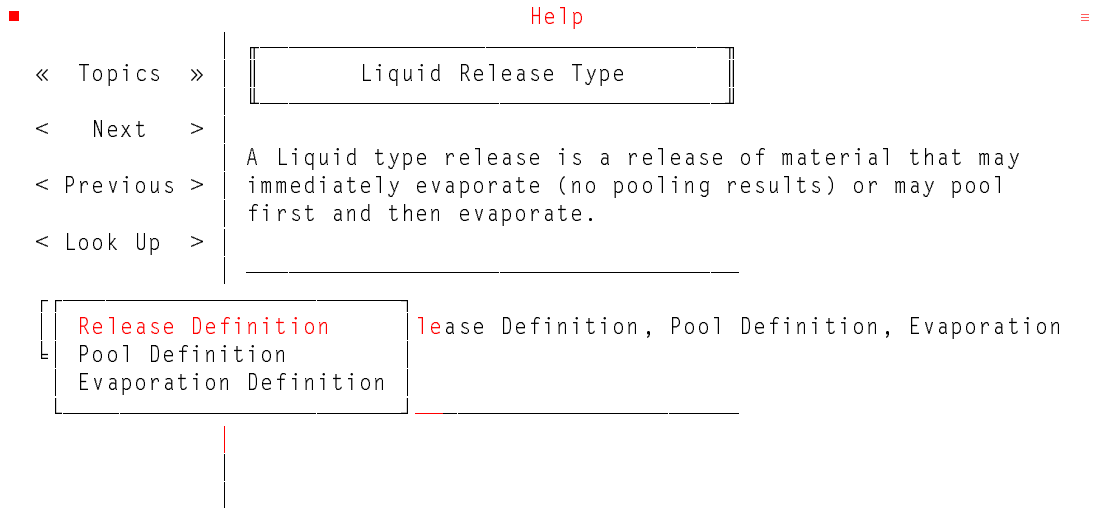 Help
« Topics »
Liquid Release Type
< Next >
A Liquid type release is a release of material that may
< Previous >
immediately evaporate (no pooling results) or may pool
first and then evaporate.
< Look Up >
Release Definition
lease Definition, Pool Definition, Evaporation
Pool Definition
Evaporation Definition